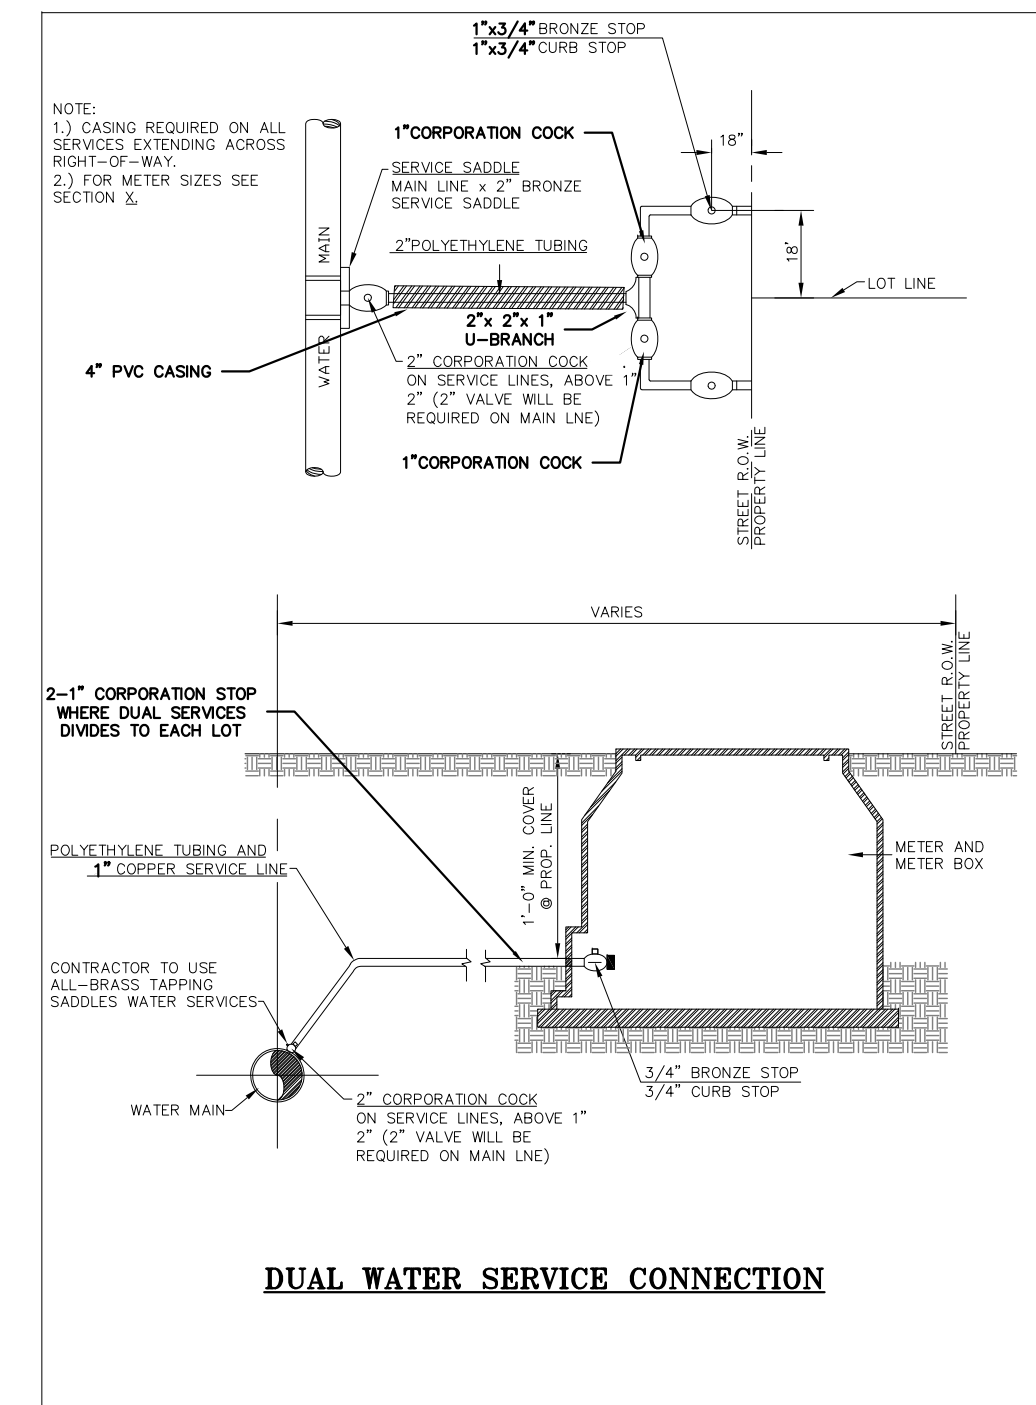 1"x3/4" BRONZE STOP
1"x3/4" CURB STOP
NOTE:
1.) CASING REQUIRED ON ALL
SERVICES EXTENDING ACROSS
RIGHT-OF-WAY.
2.) FOR METER SIZES SEE
SECTION X.
1"CORPORATION COCK
18"
SERVICE SADDLE
MAIN LINE x 2" BRONZE
SERVICE SADDLE
WATER MAIN
2"POLYETHYLENE TUBING
18'
LOT LINE
2"x 2"x 1"
U-BRANCH
4" PVC CASING
2" CORPORATION COCK
ON SERVICE LINES, ABOVE 1"
2" (2" VALVE WILL BE
REQUIRED ON MAIN LNE)
1"CORPORATION COCK
STREET R.O.W.
PROPERTY LINE
VARIES
STREET R.O.W.
PROPERTY LINE
2-1" CORPORATION STOP
WHERE DUAL SERVICES
DIVIDES TO EACH LOT
1'-0" MIN. COVER
@ PROP. LINE
POLYETHYLENE TUBING AND
1" COPPER SERVICE LINE
METER AND
METER BOX
CONTRACTOR TO USE
ALL-BRASS TAPPING
SADDLES WATER SERVICES
3/4" BRONZE STOP
3/4" CURB STOP
WATER MAIN
2" CORPORATION COCK
ON SERVICE LINES, ABOVE 1"
2" (2" VALVE WILL BE
REQUIRED ON MAIN LNE)
DUAL WATER SERVICE CONNECTION